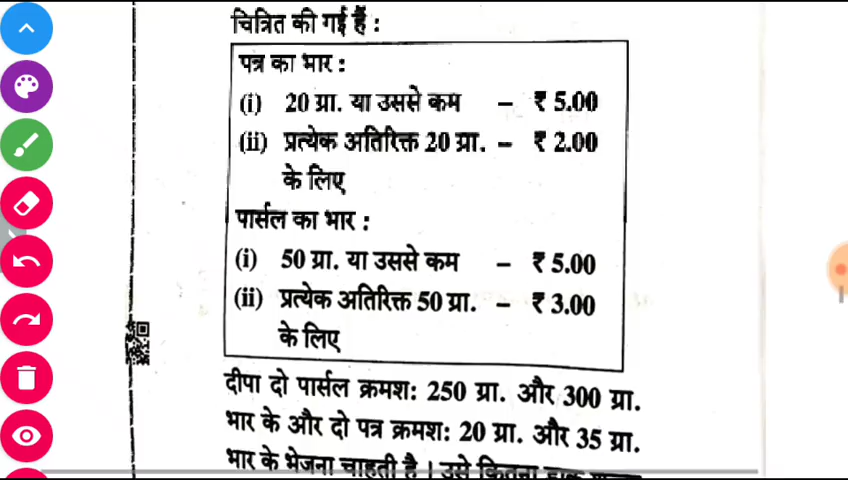 चित्रित की गई हैं :
पत्र का भार :
(i) 20 ग्रा. या उससे कम – ₹ 5.00
(ii) प्रत्येक अतिरिक्त 20 ग्रा. – ₹ 2.00
के लिए
पार्सल का भार :
(i) 50 ग्रा. या उससे कम – ₹ 5.00
(ii) प्रत्येक अतिरिक्त 50 ग्रा. – ₹ 3.00
के लिए
दीपा दो पार्सल क्रमश: 250 ग्रा. और 300 ग्रा.
भार के और दो पत्र क्रमश: 20 ग्रा. और 35 ग्रा.
भार के भेजना चाहती है । उसे कितना डाक